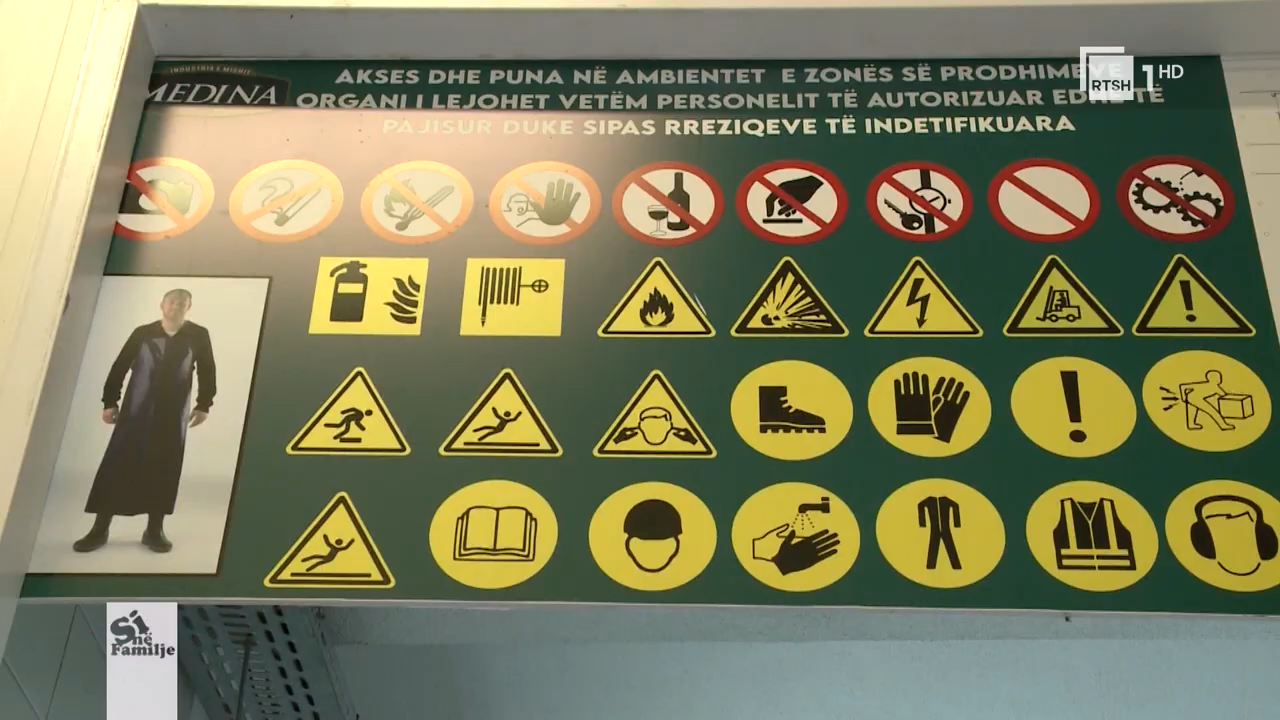 INDUSTRIA E MISHIT
MEDINA
AKSES DHE PUNA NË AMBIENTET E ZONËS SË PRODHIMEVE
ORGANI I LEJOHET VETËM PERSONELIT TË AUTORIZUAR EDHE TË
PAJISUR DUKE SIPAS RREZIQEVE TË INDETIFIKUARA
RTSH 1 HD
Si në
Familje